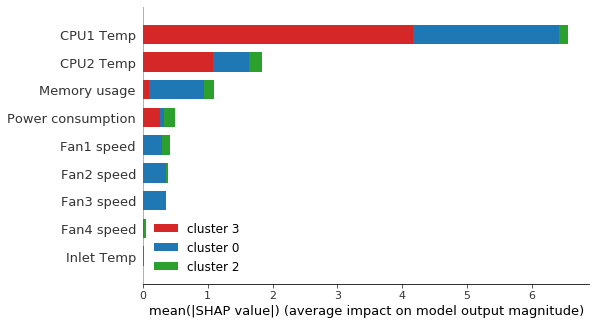 CPU1 Temp
CPU2 Temp
Memory usage
Power consumption
Fan1 speed
Fan2 speed
Fan3 speed
Fan4 speed
Inlet Temp
cluster 3
cluster 0
cluster 2
0 1 2 3 4 5 6
mean(|SHAP value|) (average impact on model output magnitude)